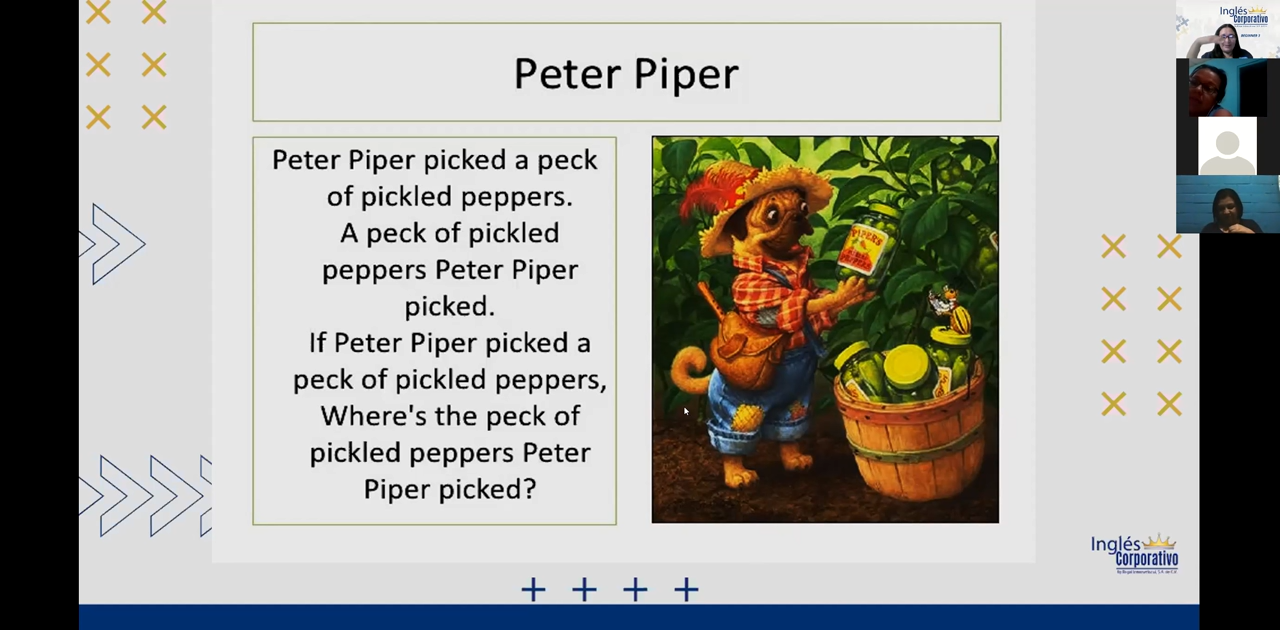 Peter Piper
Peter Piper picked a peck
of pickled peppers.
A peck of pickled
peppers Peter Piper
picked.
If Peter Piper picked a
peck of pickled peppers,
Where's the peck of
pickled peppers Peter
Piper picked?
PIPER'S
Inglés
Corporativo
Inglés
Corporativo